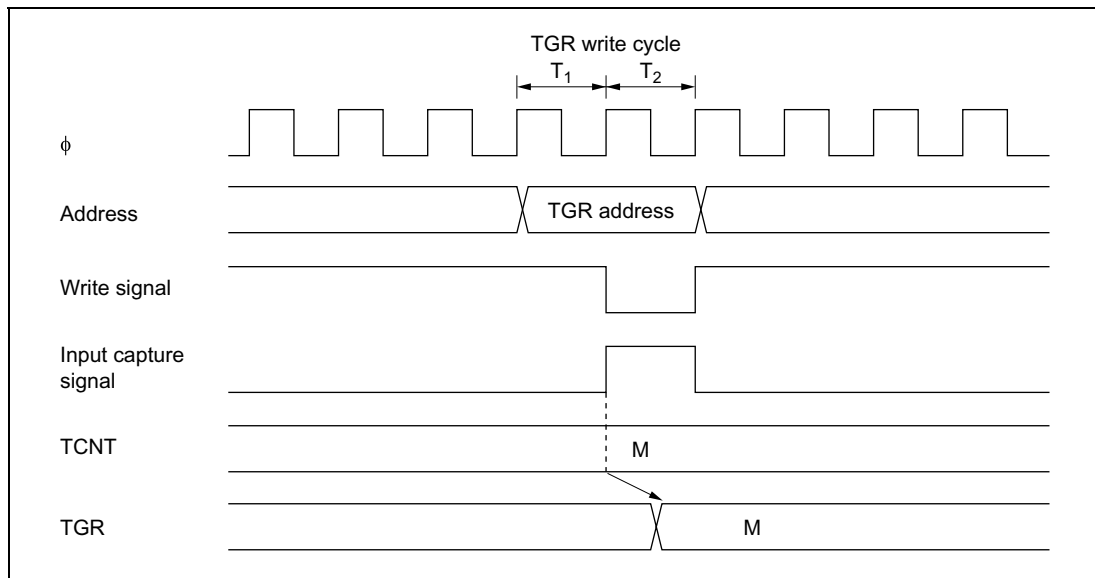 TGR write cycle
T1 T2
ϕ
Address
TGR address
Write signal
Input capture
signal
TCNT
M
TGR
M